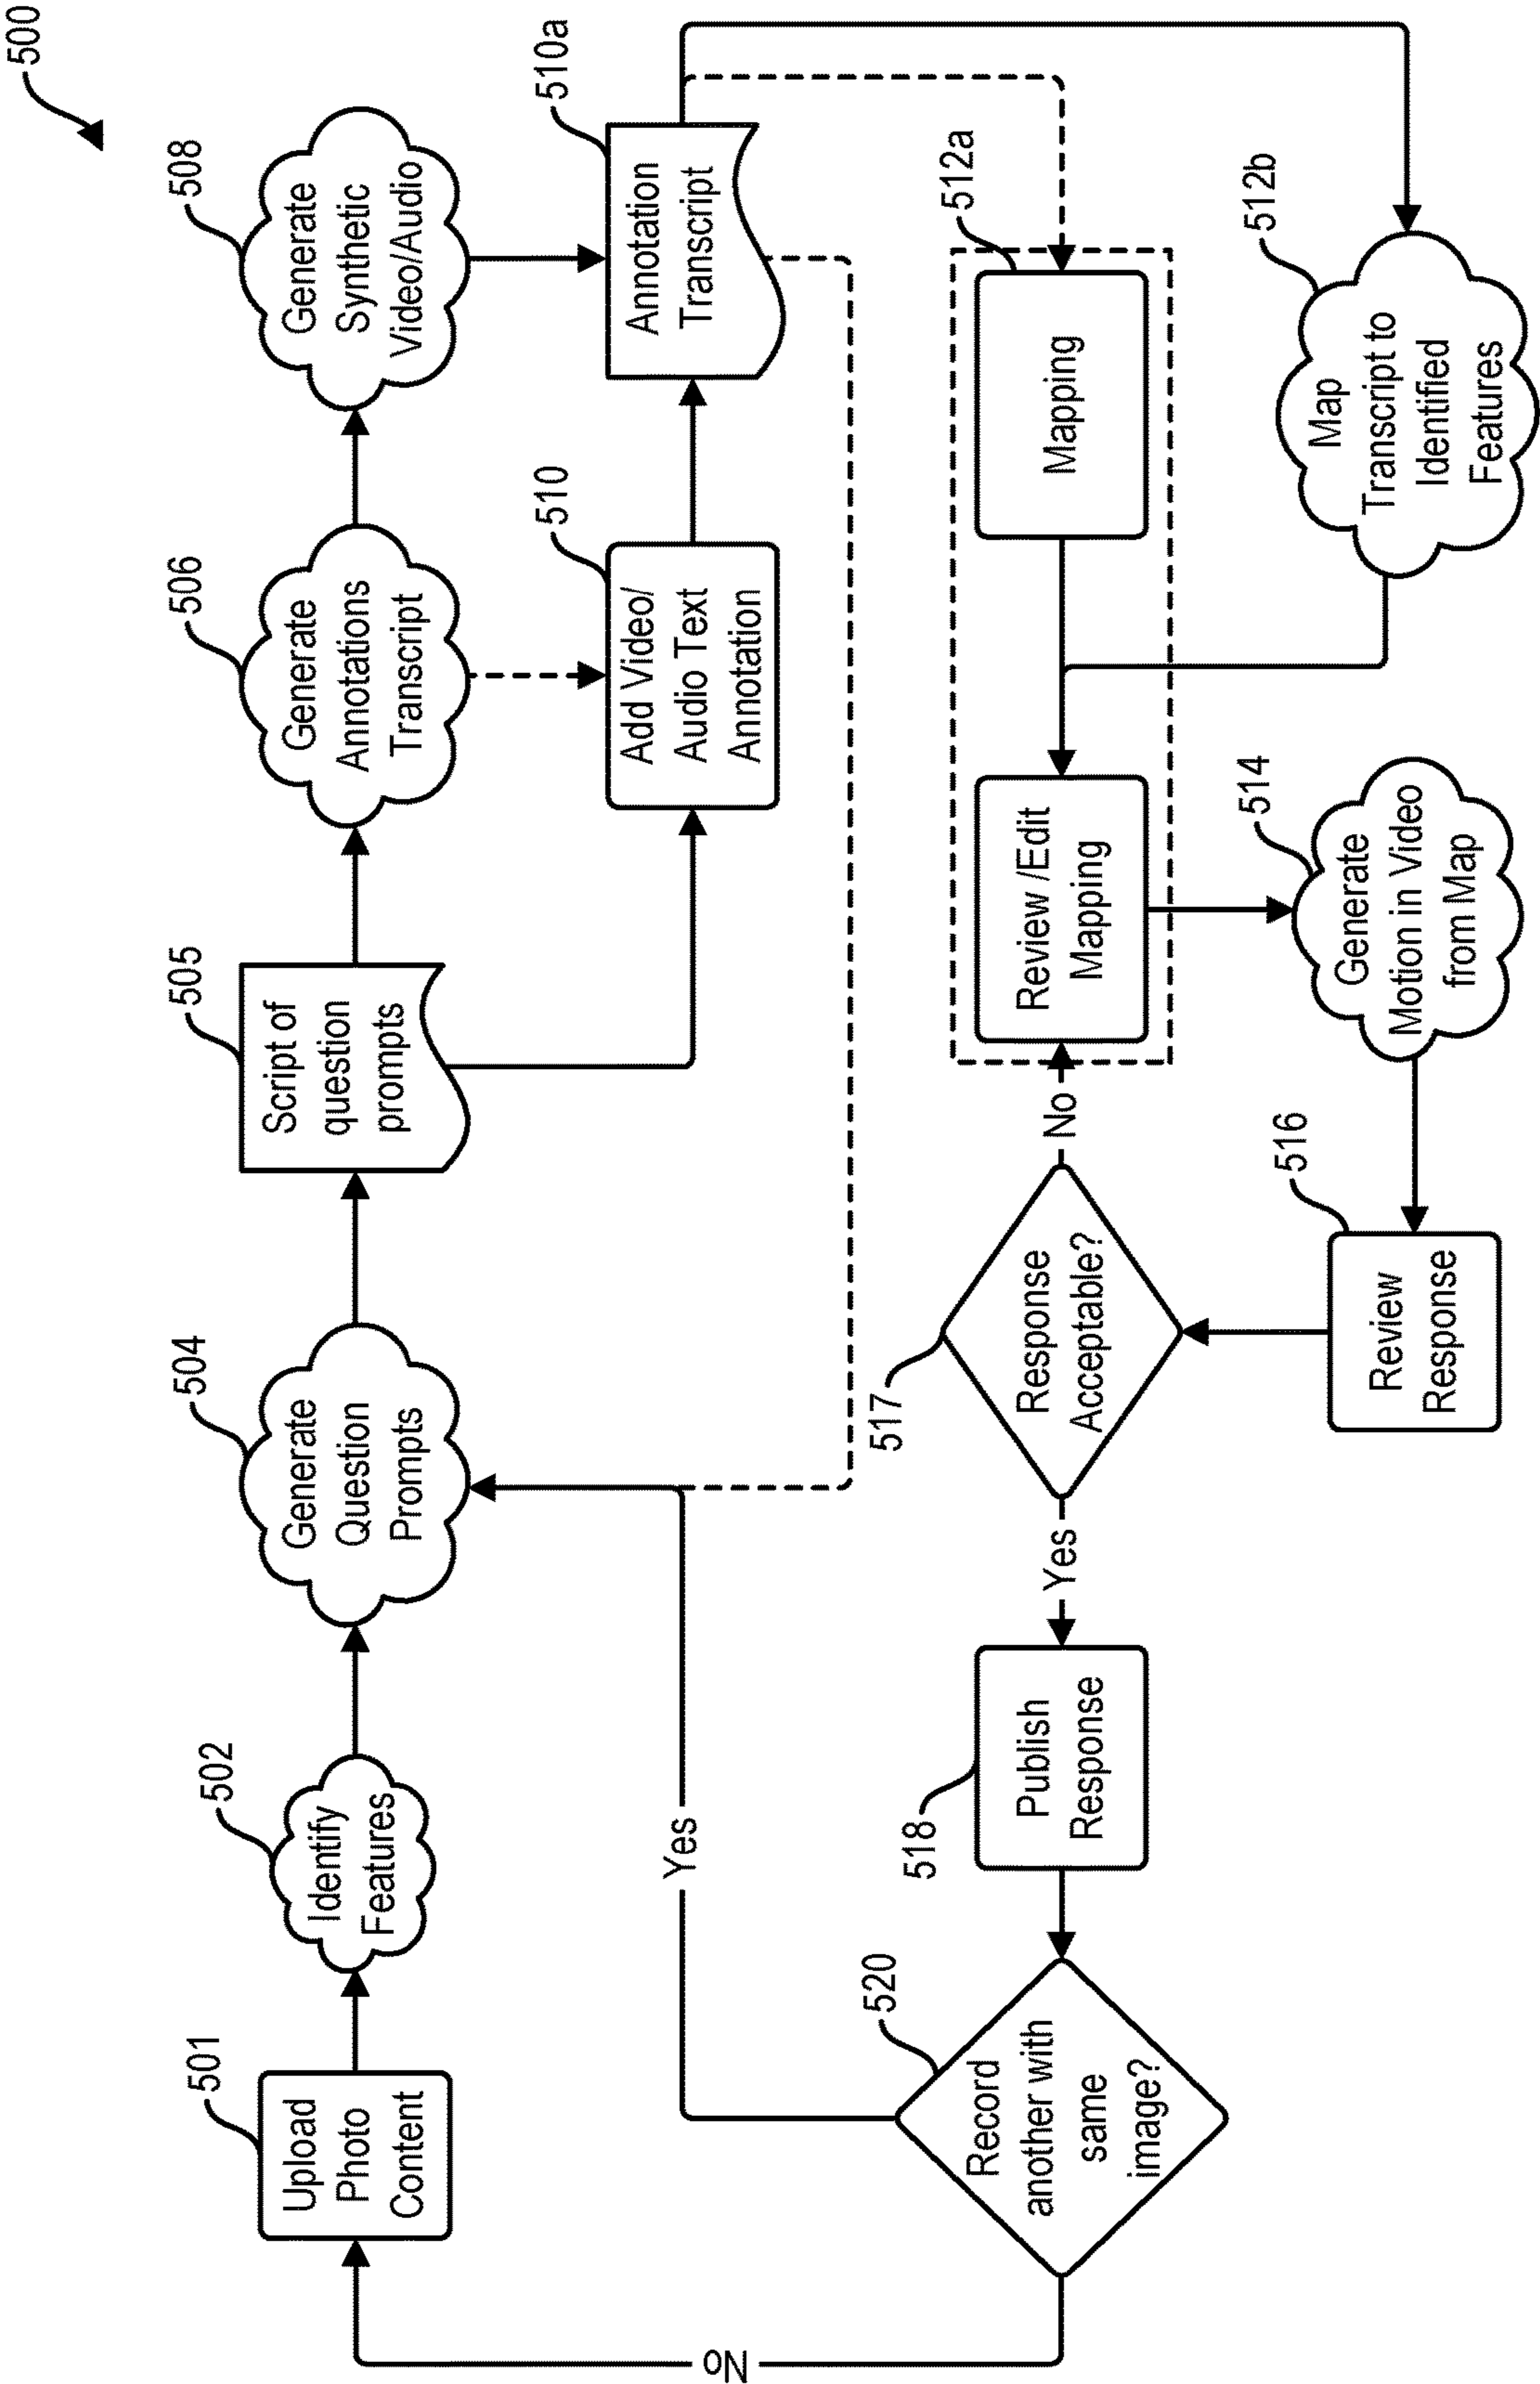 500
501
Upload
Photo
Content
502
Identify
Features
504
Generate
Question
Prompts
505
Script of
question
prompts
506
Generate
Annotations
Transcript
508
Generate
Synthetic
Video/Audio
510
Add Video/
Audio Text
Annotation
510a
Annotation
Transcript
512a
Mapping
Review /Edit
Mapping
512b
Map
Transcript to
Identified
Features
514
Generate
Motion in Video
from Map
516
Review
Response
517
Response
Acceptable?
No
Yes
518
Publish
Response
520
Record
another with
same
image?
Yes
No